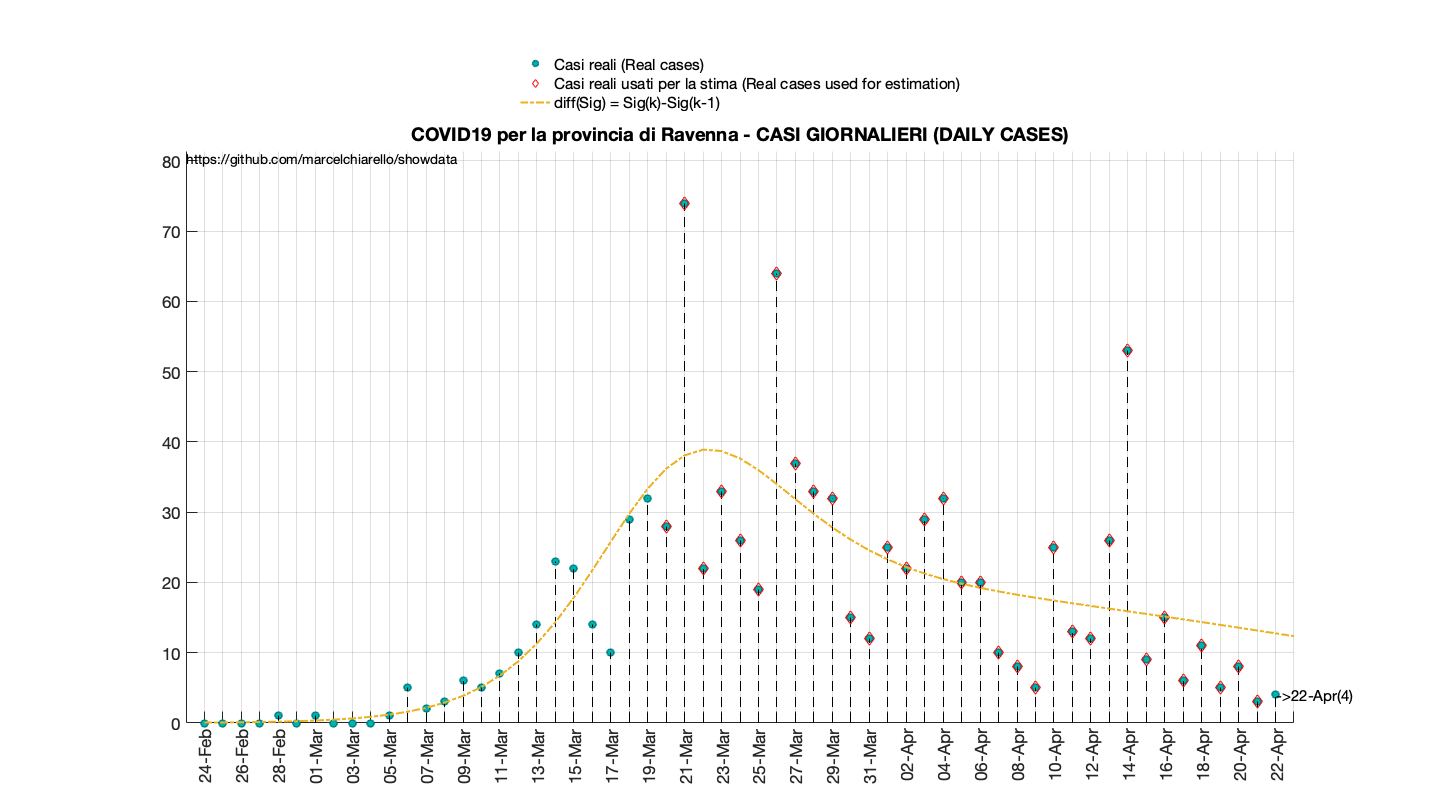 Casi reali (Real cases)
Casi reali usati per la stima (Real cases used for estimation)
diff(Sig) = Sig(k)-Sig(k-1)
COVID19 per la provincia di Ravenna - CASI GIORNALIERI (DAILY CASES)
https://github.com/marcelchiarello/showdata
80
70
60
50
40
30
20
10
0
->22-Apr(4)
24-Feb
26-Feb
28-Feb
01-Mar
03-Mar
05-Mar
07-Mar
09-Mar
11-Mar
13-Mar
15-Mar
17-Mar
19-Mar
21-Mar
23-Mar
25-Mar
27-Mar
29-Mar
31-Mar
02-Apr
04-Apr
06-Apr
08-Apr
10-Apr
12-Apr
14-Apr
16-Apr
18-Apr
20-Apr
22-Apr